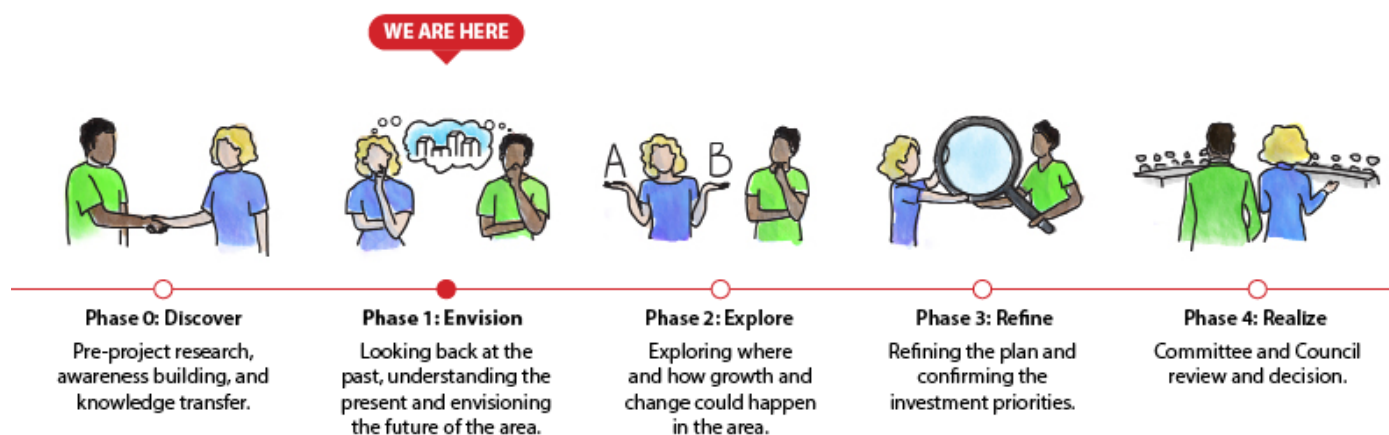 WE ARE HERE
A B
Phase 0: Discover
Pre-project research,
awareness building, and
knowledge transfer.
Phase 1: Envision
Looking back at the
past, understanding the
present and envisioning
the future of the area.
Phase 2: Explore
Exploring where
and how growth and
change could happen
in the area.
Phase 3: Refine
Refining the plan and
confirming the
investment priorities.
Phase 4: Realize
Committee and Council
review and decision.